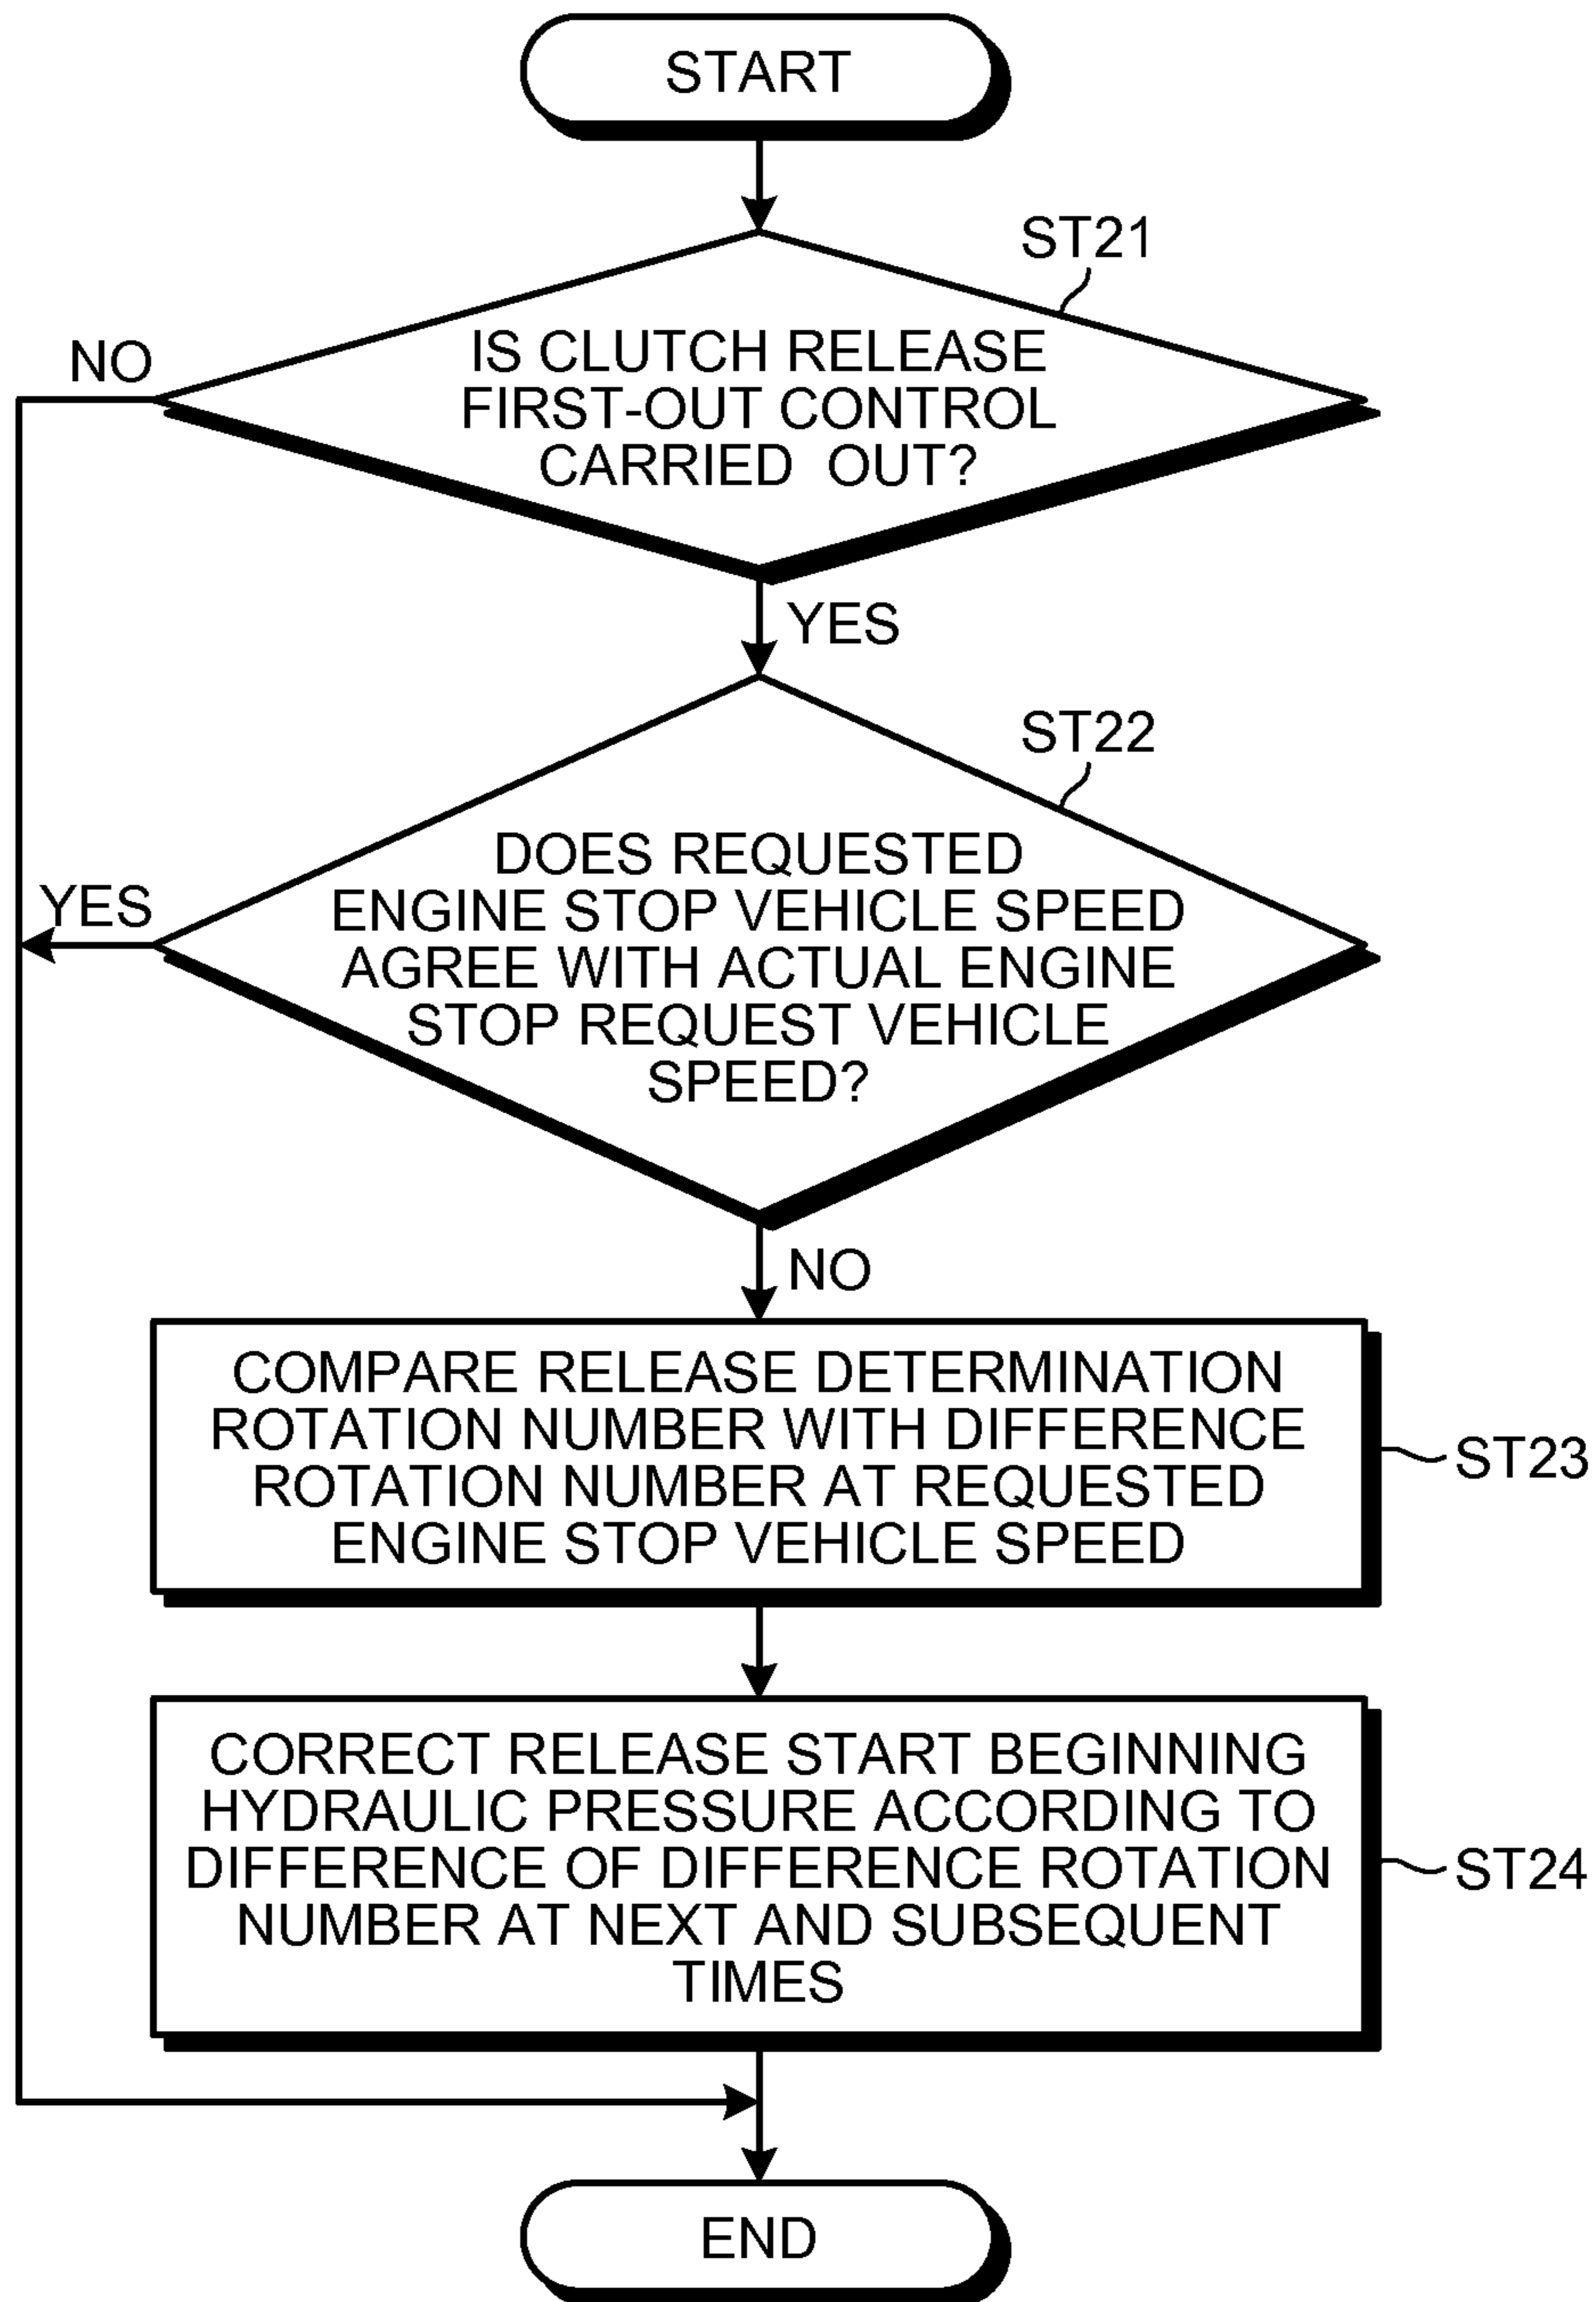 START
ST21
IS CLUTCH RELEASE
FIRST-OUT CONTROL
CARRIED OUT?
NO
YES
ST22
DOES REQUESTED
ENGINE STOP VEHICLE SPEED
AGREE WITH ACTUAL ENGINE
STOP REQUEST VEHICLE
SPEED?
YES
NO
COMPARE RELEASE DETERMINATION
ROTATION NUMBER WITH DIFFERENCE
ROTATION NUMBER AT REQUESTED
ENGINE STOP VEHICLE SPEED
ST23
CORRECT RELEASE START BEGINNING
HYDRAULIC PRESSURE ACCORDING TO
DIFFERENCE OF DIFFERENCE ROTATION
NUMBER AT NEXT AND SUBSEQUENT
TIMES
ST24
END